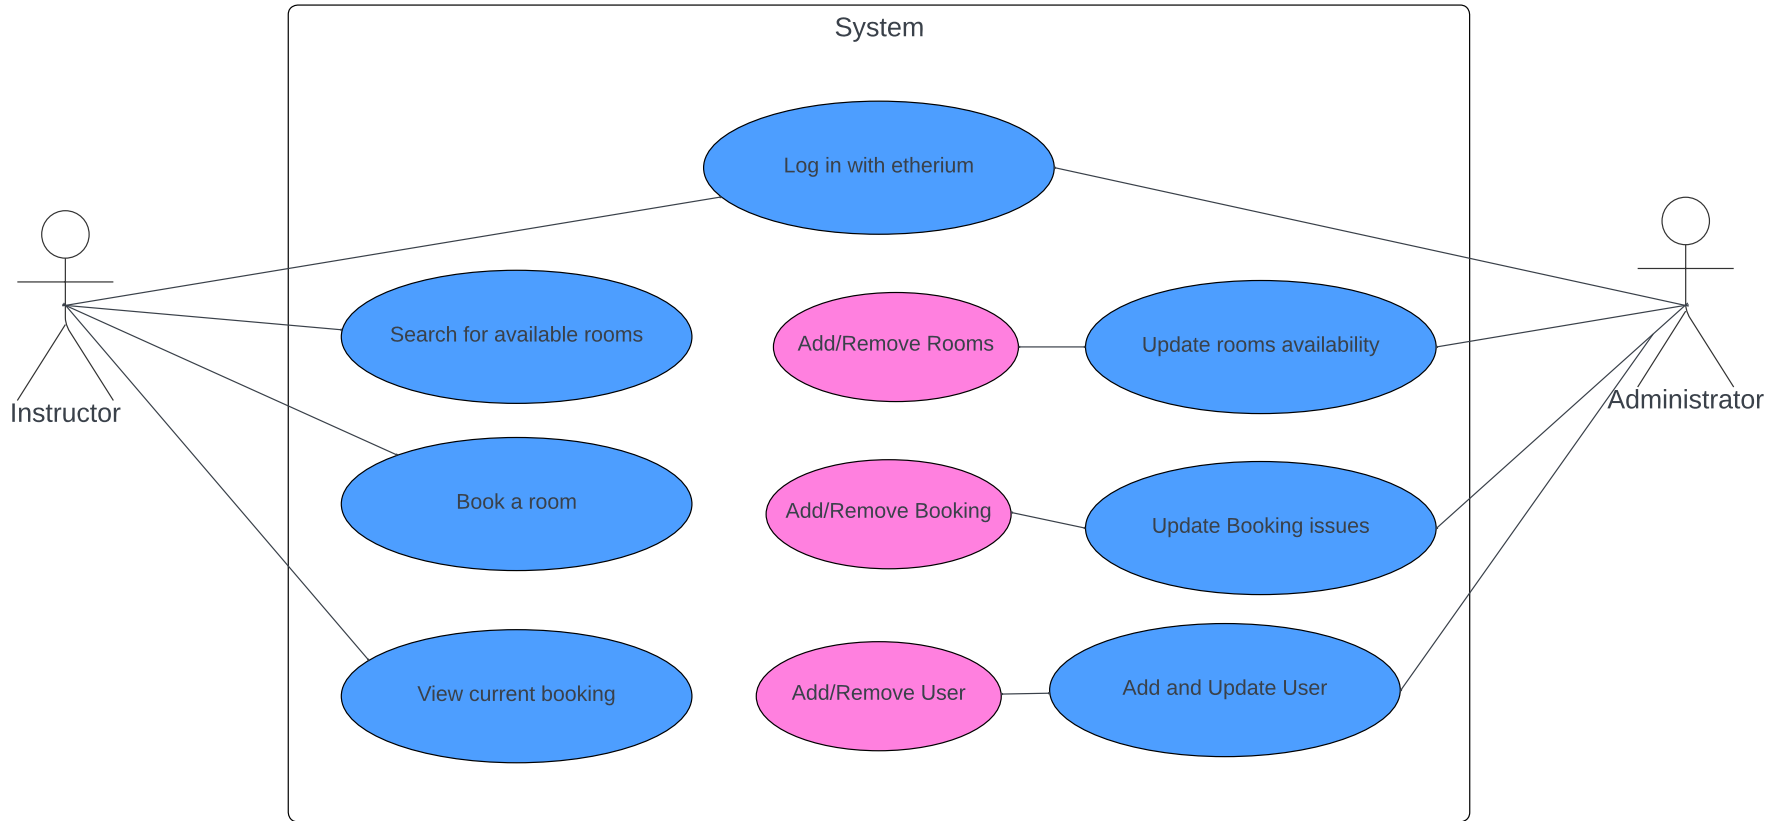 System
Log in with etherium
Search for available rooms
Add/Remove Rooms
Update rooms availability
Instructor
Administrator
Book a room
Add/Remove Booking
Update Booking issues
View current booking
Add/Remove User
Add and Update User